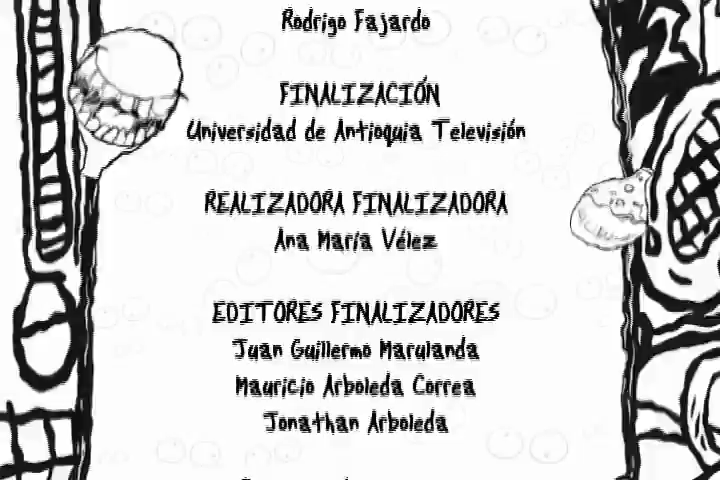 Rodrigo Fajardo
FINALIZACIÓN
Universidad de Antioquia Televisión
REALIZADORA FINALIZADORA
Ana María Vélez
EDITORES FINALIZADORES
Juan Guillermo Marulanda
Mauricio Arboleda Correa
Jonathan Arboleda